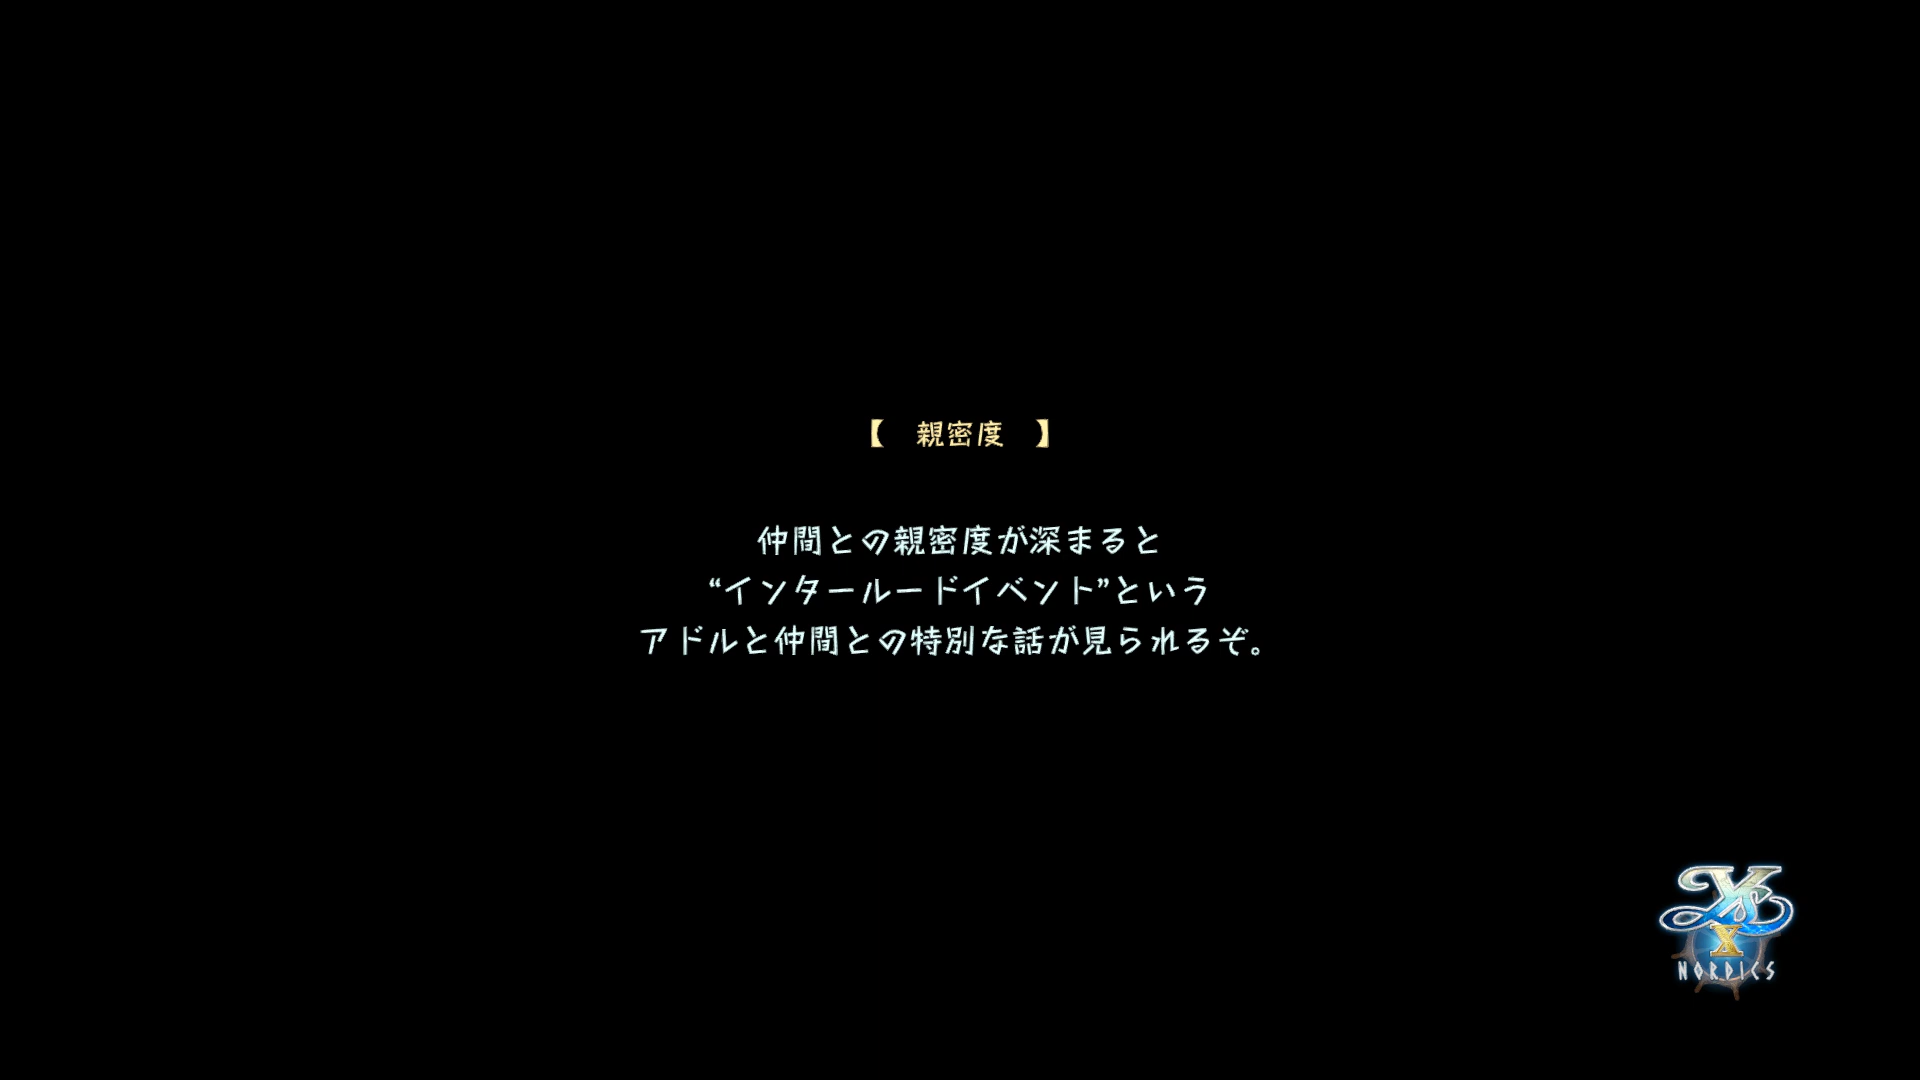 【　親密度　】
仲間との親密度が深まると
“インタールードイベント”という
アドルと仲間との特別な話が見られるぞ。
Ys
X
NORDICS